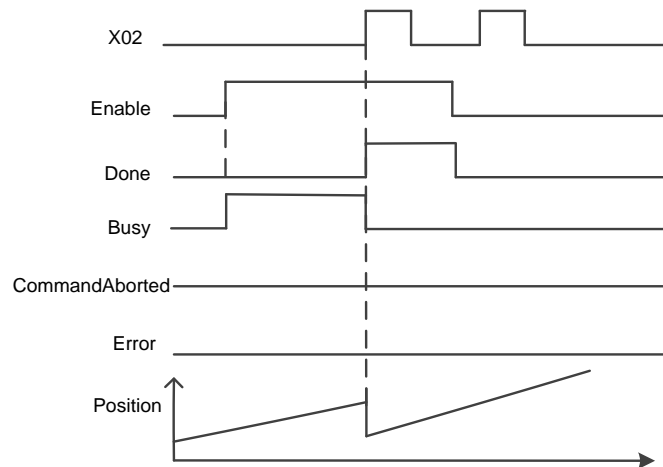 X02
Enable
Done
Busy
CommandAborted
Error
Position